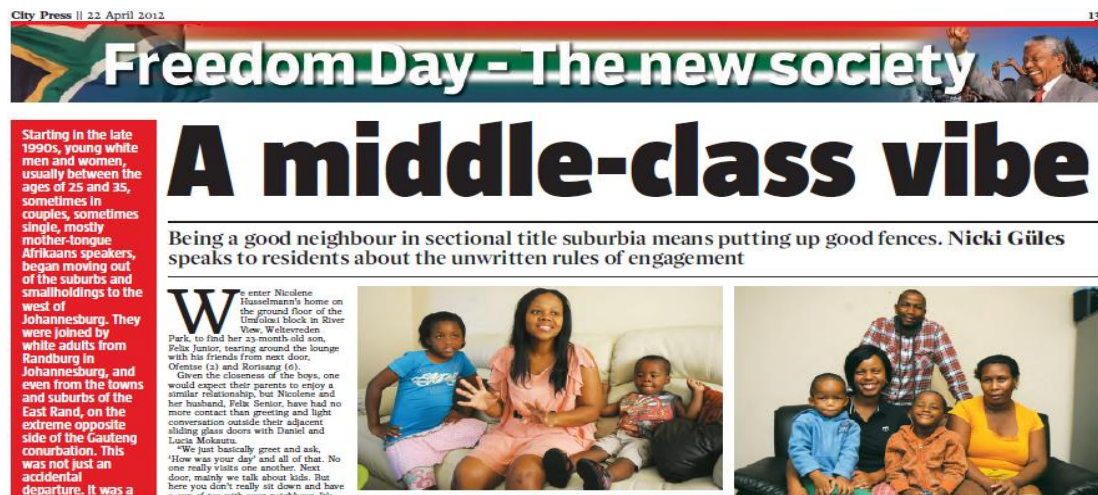 City Press || 22 April 2012
Freedom Day - The new society
Starting in the late
1990s, young white
men and women,
usually between the
ages of 25 and 35,
sometimes in
couples, sometimes
single, mostly
mother-tongue
Afrikaans speakers,
began moving out
of the suburbs and
smallholdings to the
west of
Johannesburg. They
were joined by
white adults from
Randburg in
Johannesburg, and
even from the towns
and suburbs of the
East Rand, on the
extreme opposite
side of the Gauteng
conurbation. This
was not just an
accidental
departure. It was a
A middle-class vibe
Being a good neighbour in sectional title suburbia means putting up good fences. Nicki Güles
speaks to residents about the unwritten rules of engagement
We enter Nicolene
Husselmann's home on
the ground floor of the
Umfolosi block in River
View, Weltevreden
Park, to find her 23-month-old son,
Felix Junior, tearing around the lounge
with his friends from next door,
Ofentse (2) and Rorisang (6).
Given the closeness of the boys, one
would expect their parents to enjoy a
similar relationship, but Nicolene and
her husband, Felix Senior, have had no
more contact than greeting and light
conversation outside their adjacent
sliding glass doors with Daniel and
Lucia Mokautu.
"We just basically greet and ask,
'How was your day' and all of that. No
one really visits one another. Next
door, mainly we talk about kids. But
here you don't really sit down and have